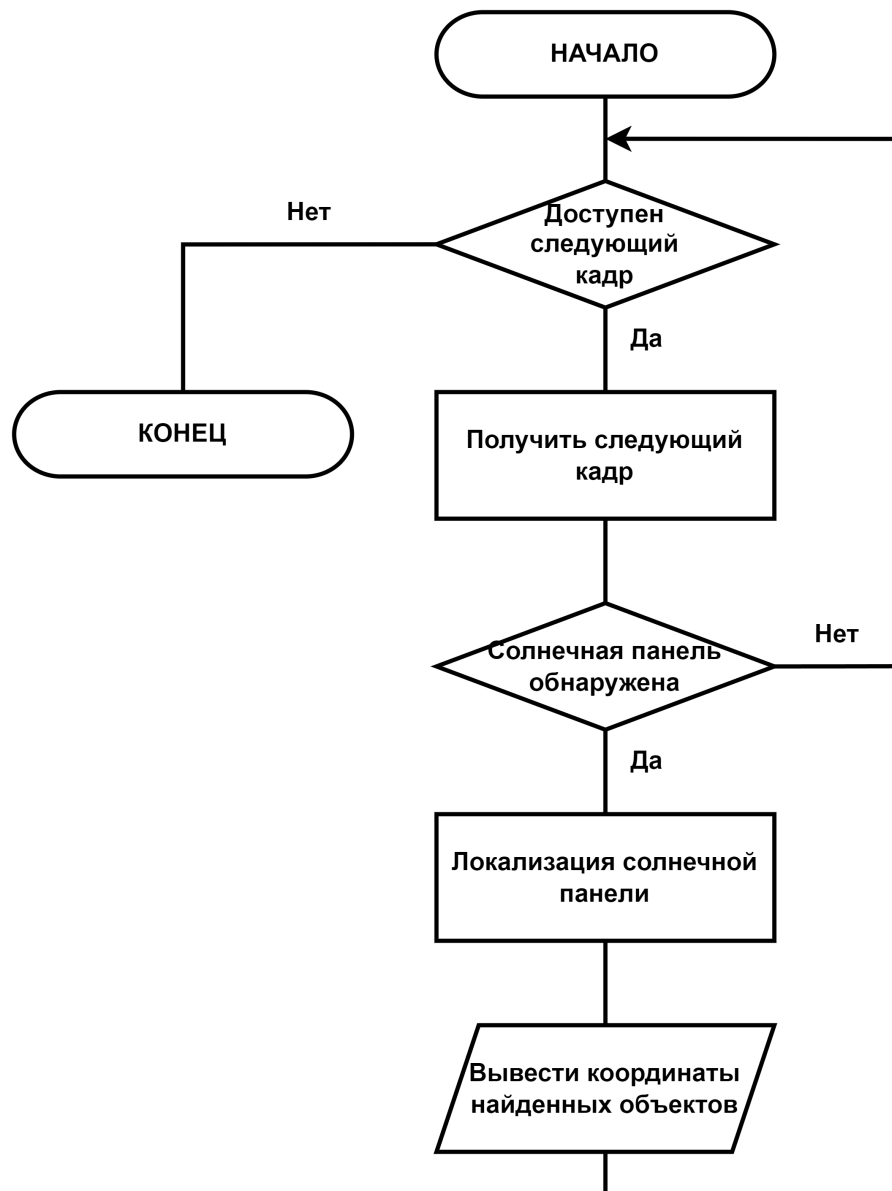 НАЧАЛО
Доступен
следующий
кадр
Нет
Да
КОНЕЦ
Получить следующий
кадр
Солнечная панель
обнаружена
Нет
Да
Локализация солнечной
панели
Вывести координаты
найденных объектов